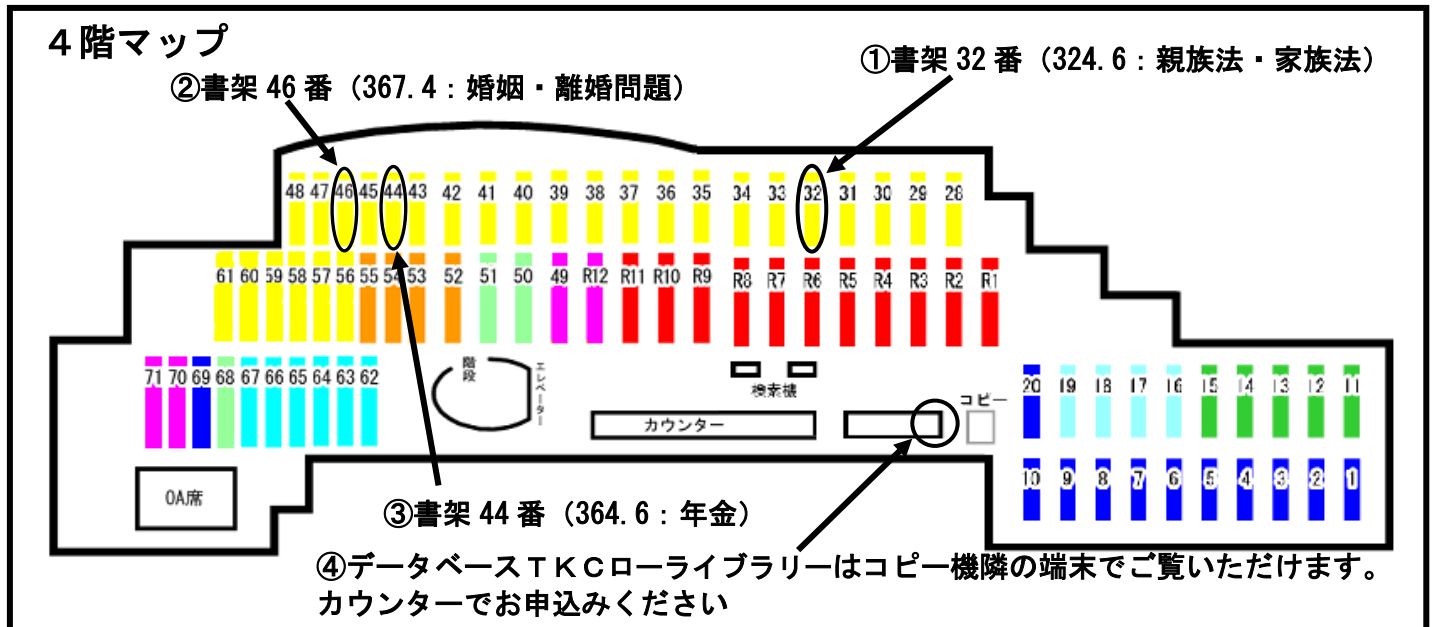 ４階マップ
①書架 32 番（324.6：親族法・家族法）
②書架 46 番（367.4：婚姻・離婚問題）
48 47 46 45 44 43 42 41 40 39 38 37 36 35 34 33 32 31 30 29 28
61 60 59 58 57 56 55 54 53 52 51 50 49 R12 R11 R10 R9 R8 R7 R6 R5 R4 R3 R2 R1
71 70 69 68 67 66 65 64 63 62
階段
エレベーター
検索機
コピー
20 19 18 17 16 15 14 13 12 11
カウンター
10 9 8 7 6 5 4 3 2 1
OA席
③書架 44 番（364.6：年金）
④データベースＴＫＣローライブラリーはコピー機隣の端末でご覧いただけます。
カウンターでお申込みください